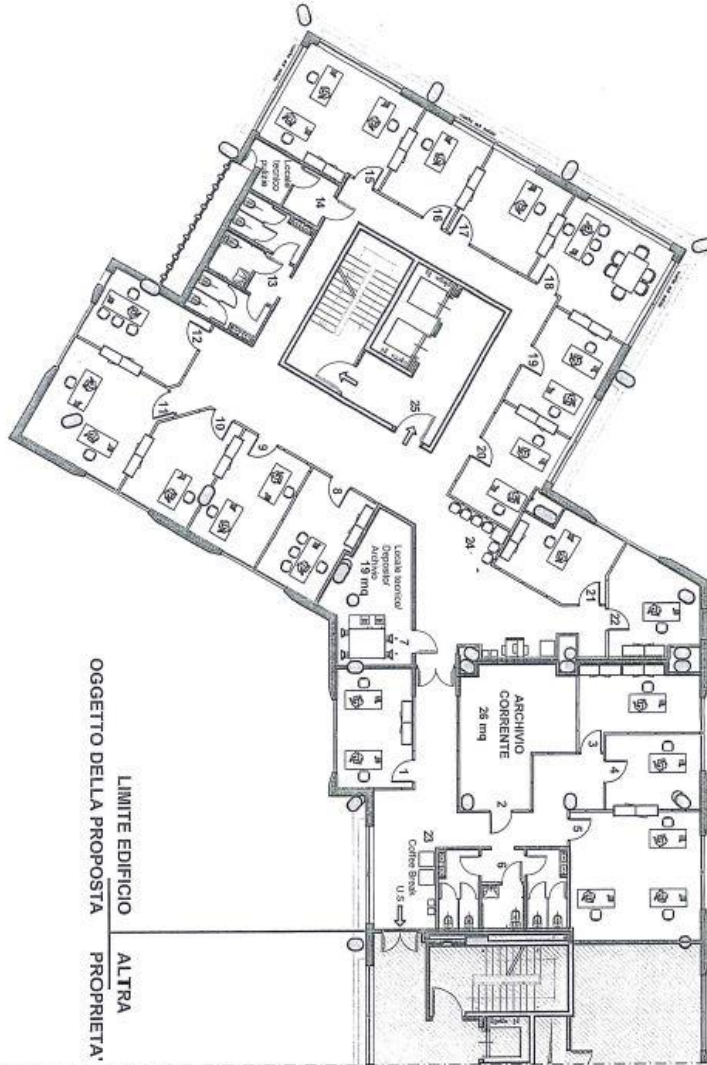 15
16
17
18
14
Locale
tecnico
pulizie
13
12
19
25
20
11
10
9
8
24
21
22
Locale tecnico/
Deposito/
Archivio
19 mq
7
ARCHIVIO
CORRENTE
26 mq
3
4
1
2
5
23
Coffee Break
6
U.S
LIMITE EDIFICIO
OGGETTO DELLA PROPOSTA
ALTRA
PROPRIETA'